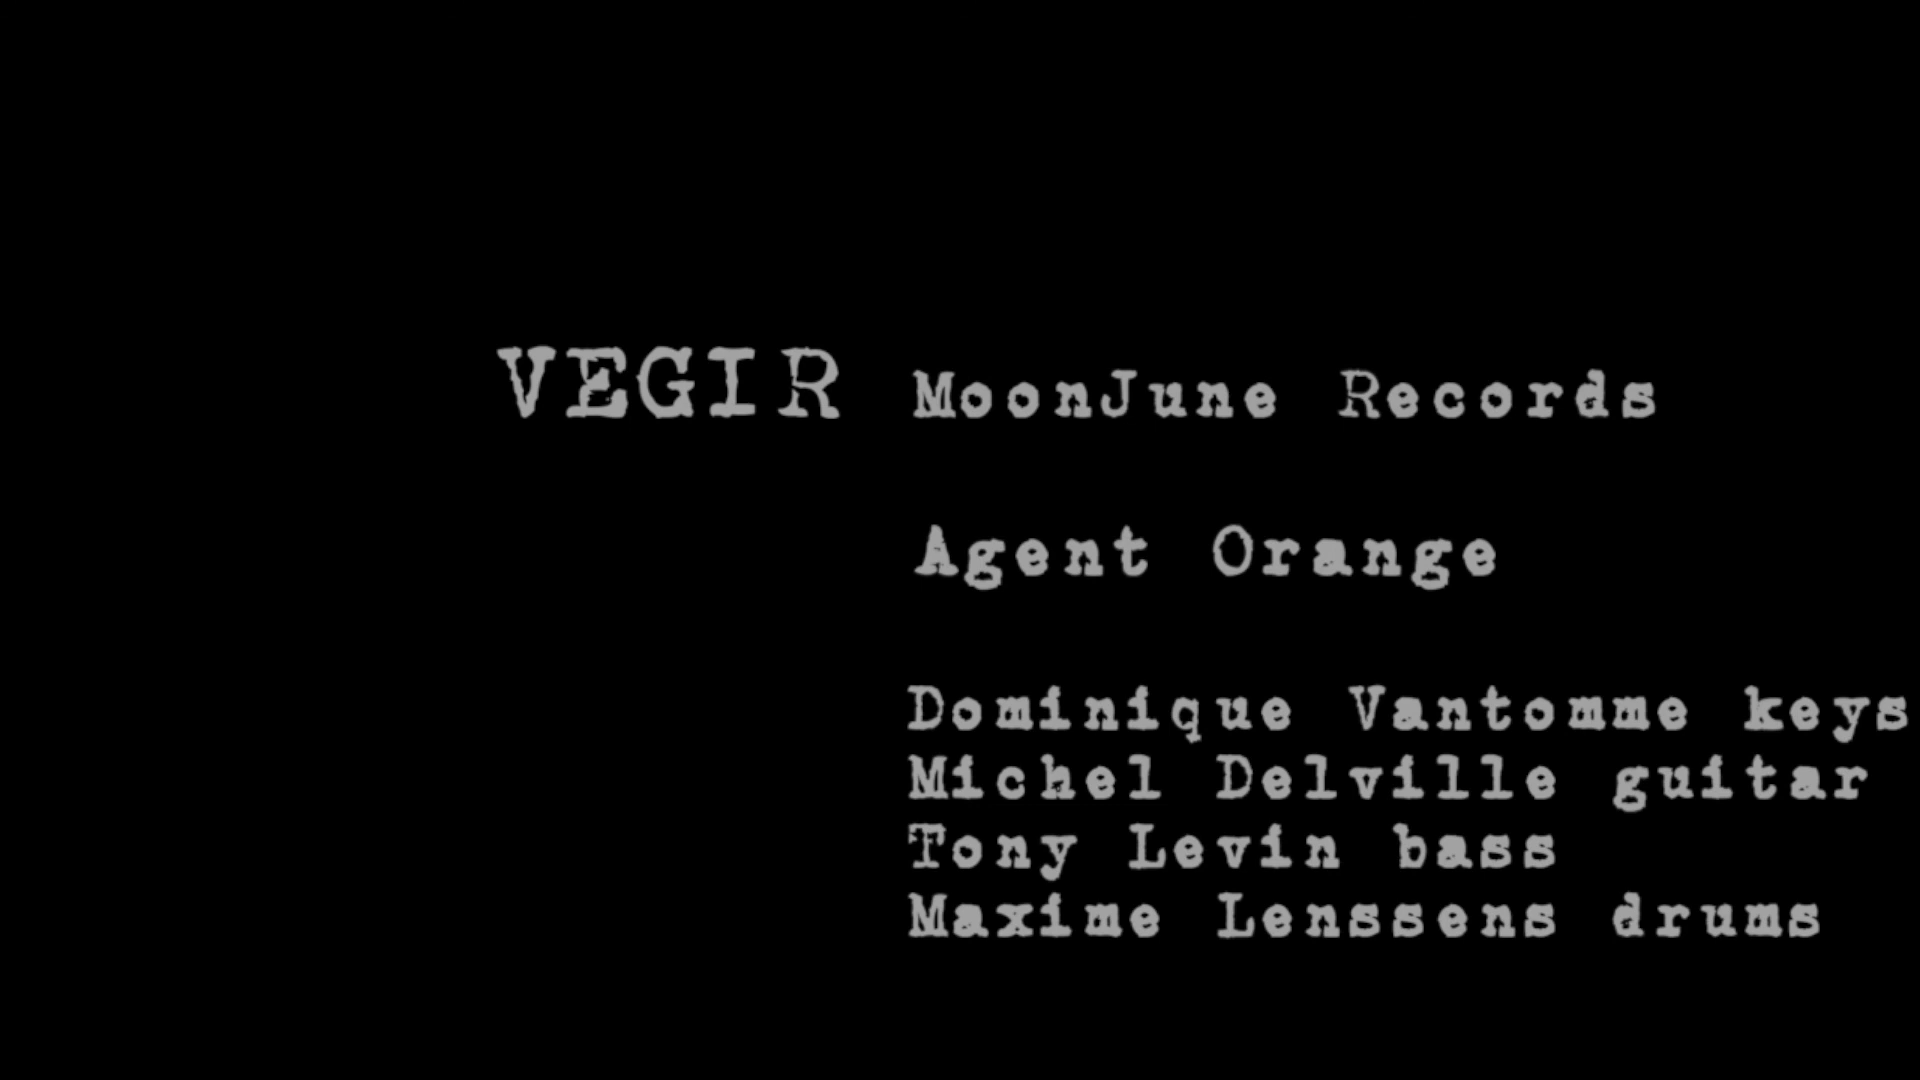 VEGIR MoonJune Records
Agent Orange
Dominique Vantomme keys
Michel Delville guitar
Tony Levin bass
Maxime Lenssens drums